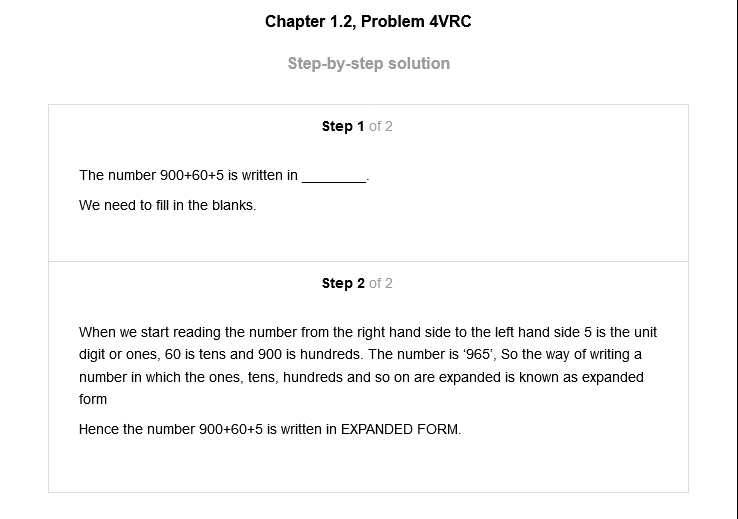 Chapter 1.2, Problem 4VRC
Step-by-step solution
Step 1 of 2
The number 900+60+5 is written in ________.
We need to fill in the blanks.
Step 2 of 2
When we start reading the number from the right hand side to the left hand side 5 is the unit
digit or ones, 60 is tens and 900 is hundreds. The number is ‘965’, So the way of writing a
number in which the ones, tens, hundreds and so on are expanded is known as expanded
form
Hence the number 900+60+5 is written in EXPANDED FORM.